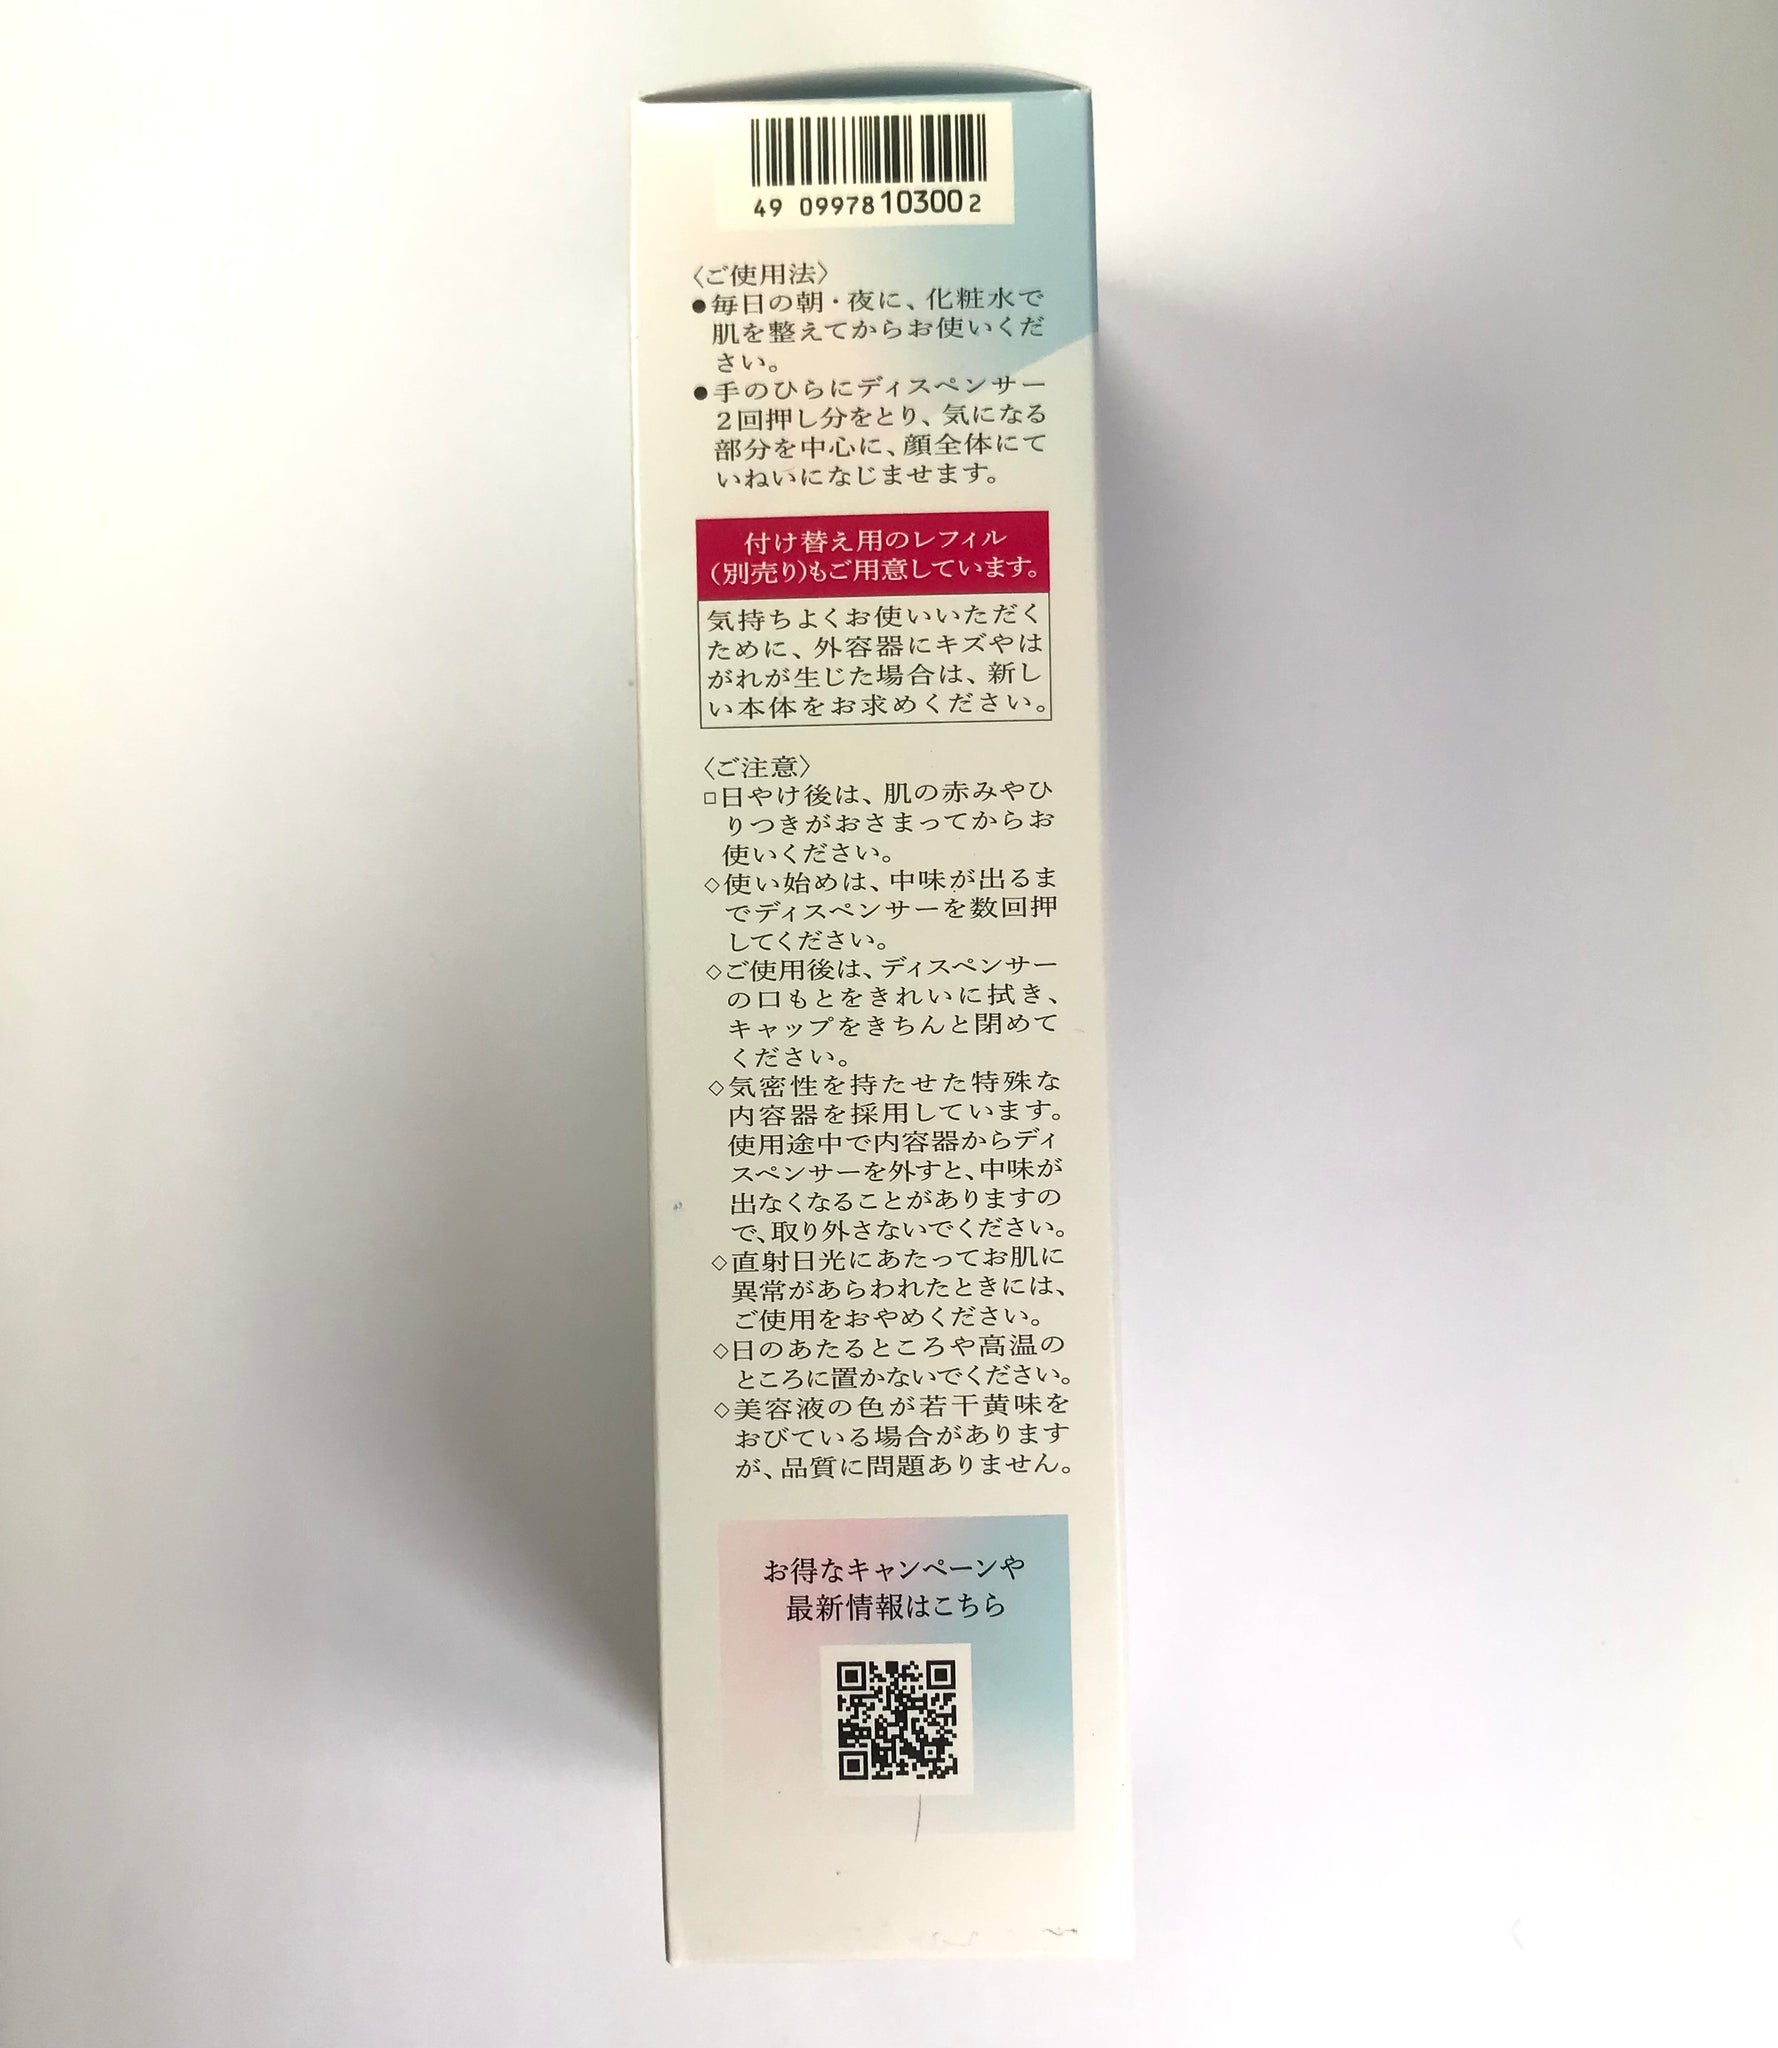 49 09978103002
〈ご使用法〉
●毎日の朝・夜に、化粧水で
肌を整えてからお使いくだ
さい。
●手のひらにディスペンサー
2回押し分をとり、気になる
部分を中心に、顔全体にて
いねいになじませます。
付け替え用のレフィル
(別売り)もご用意しています。
気持ちよくお使いいただく
ために、外容器にキズやは
がれが生じた場合は、新し
い本体をお求めください。
〈ご注意〉
□日やけ後は、肌の赤みやひ
りつきがおさまってからお
使いください。
◇使い始めは、中味が出るま
でディスペンサーを数回押
してください。
◇ご使用後は、ディスペンサー
の口もとをきれいに拭き、
キャップをきちんと閉めて
ください。
◇気密性を持たせた特殊な
内容器を採用しています。
使用途中で内容器からディ
スペンサーを外すと、中味が
出なくなることがありますの
で、取り外さないでください。
◇直射日光にあたってお肌に
異常があらわれたときには、
ご使用をおやめください。
◇日のあたるところや高温の
ところに置かないでください。
◇美容液の色が若干黄味を
おびている場合があります
が、品質に問題ありません。
お得なキャンペーンや
最新情報はこちら